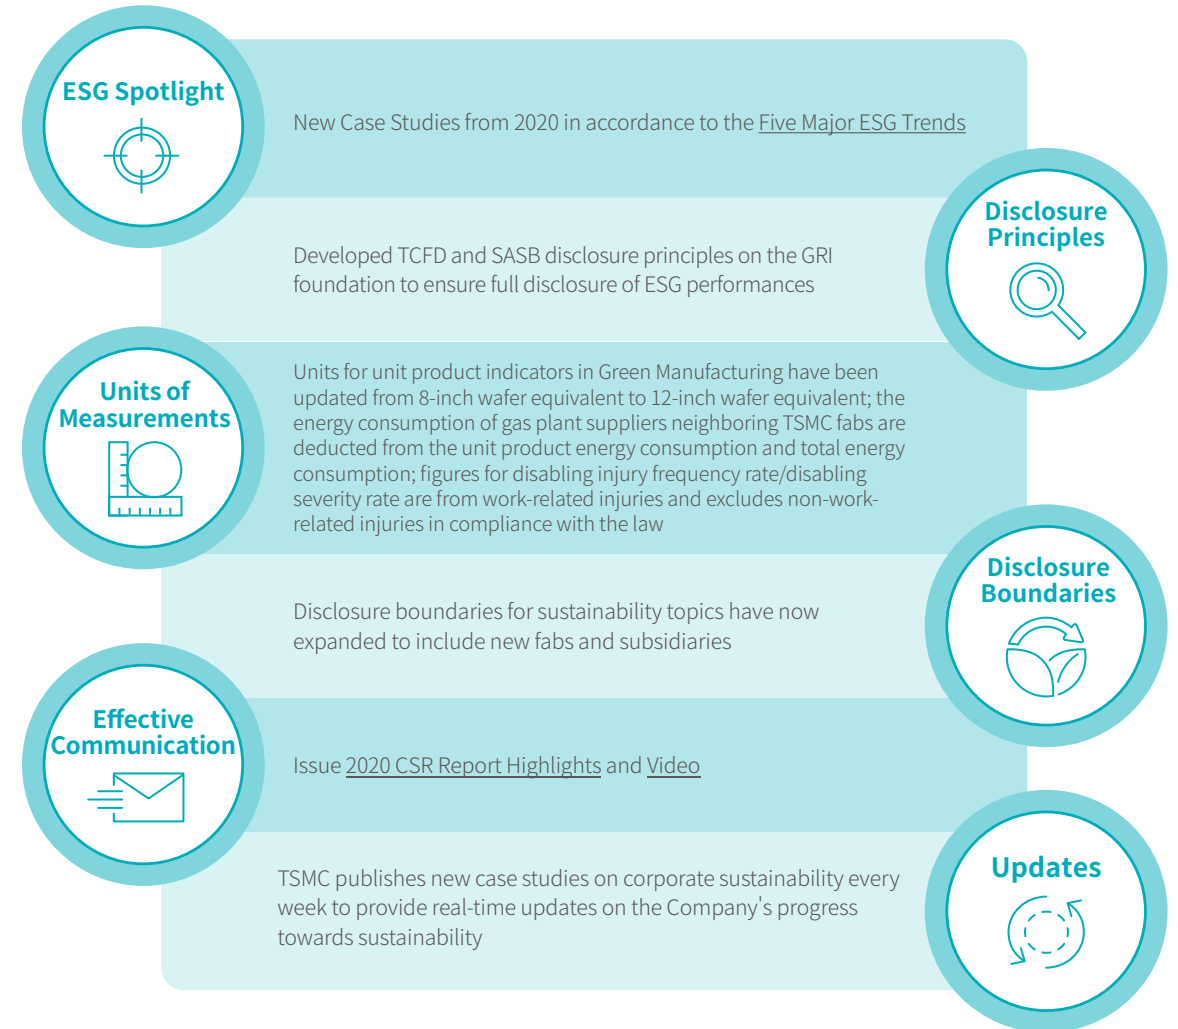 ESG Spotlight
New Case Studies from 2020 in accordance to the Five Major ESG Trends
Disclosure
Principles
Developed TCFD and SASB disclosure principles on the GRI
foundation to ensure full disclosure of ESG performances
Units of
Measurements
Units for unit product indicators in Green Manufacturing have been
updated from 8-inch wafer equivalent to 12-inch wafer equivalent; the
energy consumption of gas plant suppliers neighboring TSMC fabs are
deducted from the unit product energy consumption and total energy
consumption; figures for disabling injury frequency rate/disabling
severity rate are from work-related injuries and excludes non-work-
related injuries in compliance with the law
Disclosure
Boundaries
Disclosure boundaries for sustainability topics have now
expanded to include new fabs and subsidiaries
Effective
Communication
Issue 2020 CSR Report Highlights and Video
Updates
TSMC publishes new case studies on corporate sustainability every
week to provide real-time updates on the Company's progress
towards sustainability